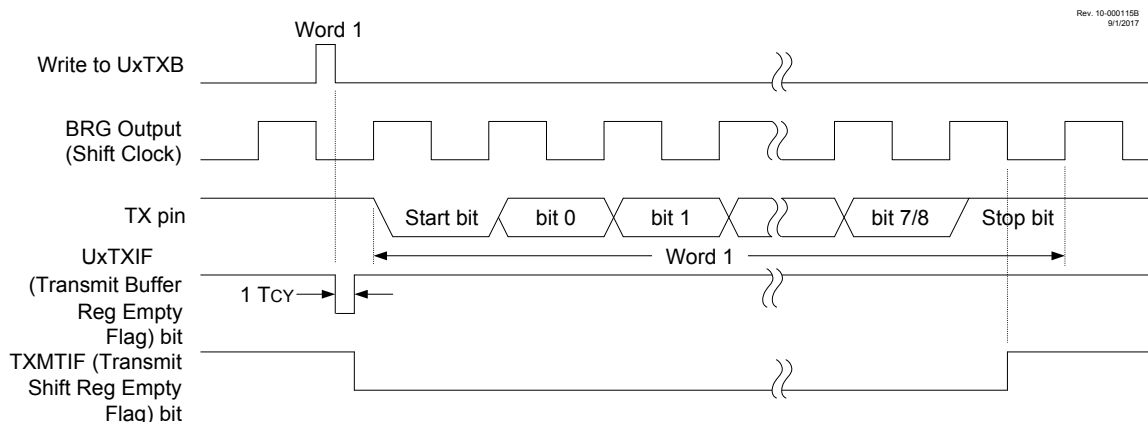 Rev. 10-000115B
9/1/2017
Word 1
Write to UxTXB
BRG Output
(Shift Clock)
TX pin
Start bit
bit 0
bit 1
bit 7/8
Stop bit
Word 1
UxTXIF
(Transmit Buffer
Reg Empty
Flag) bit
1 TCY
TXMTIF (Transmit
Shift Reg Empty
Flag) bit